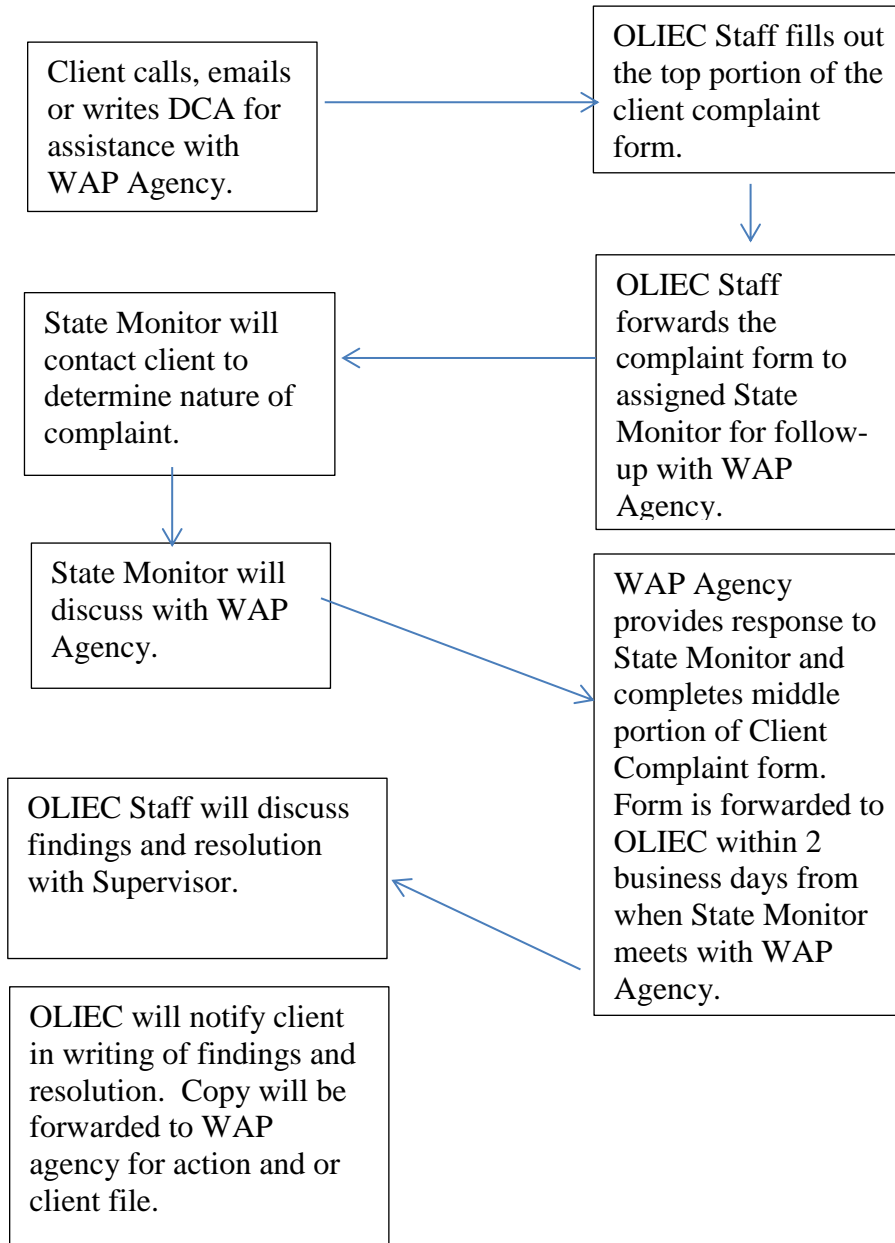 Client calls, emails
or writes DCA for
assistance with
WAP Agency.
OLIEC Staff fills out
the top portion of the
client complaint
form.
OLIEC Staff
forwards the
complaint form to
assigned State
Monitor for follow-
up with WAP
Agency.
State Monitor will
contact client to
determine nature of
complaint.
State Monitor will
discuss with WAP
Agency.
WAP Agency
provides response to
State Monitor and
completes middle
portion of Client
Complaint form.
Form is forwarded to
OLIEC within 2
business days from
when State Monitor
meets with WAP
Agency.
OLIEC Staff will discuss
findings and resolution
with Supervisor.
OLIEC will notify client
in writing of findings and
resolution.  Copy will be
forwarded to WAP
agency for action and or
client file.